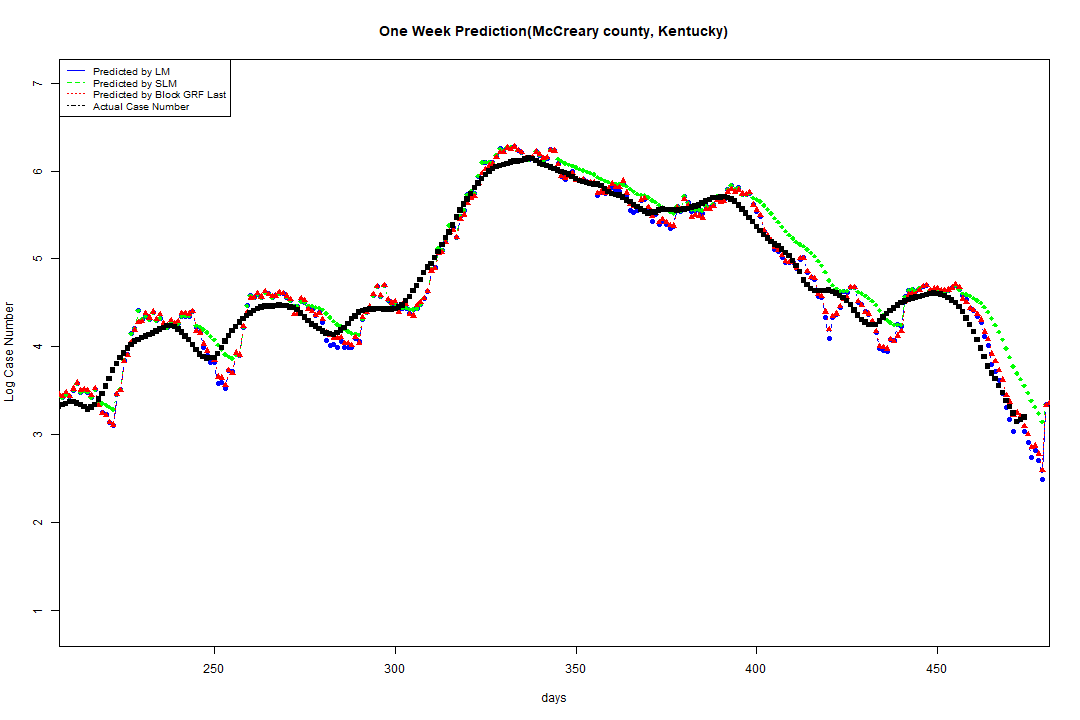 One Week Prediction(McCreary county, Kentucky)
Predicted by LM
Predicted by SLM
Predicted by Block GRF Last
Actual Case Number
7
6
5
4
3
2
1
Log Case Number
250 300 350 400 450
days